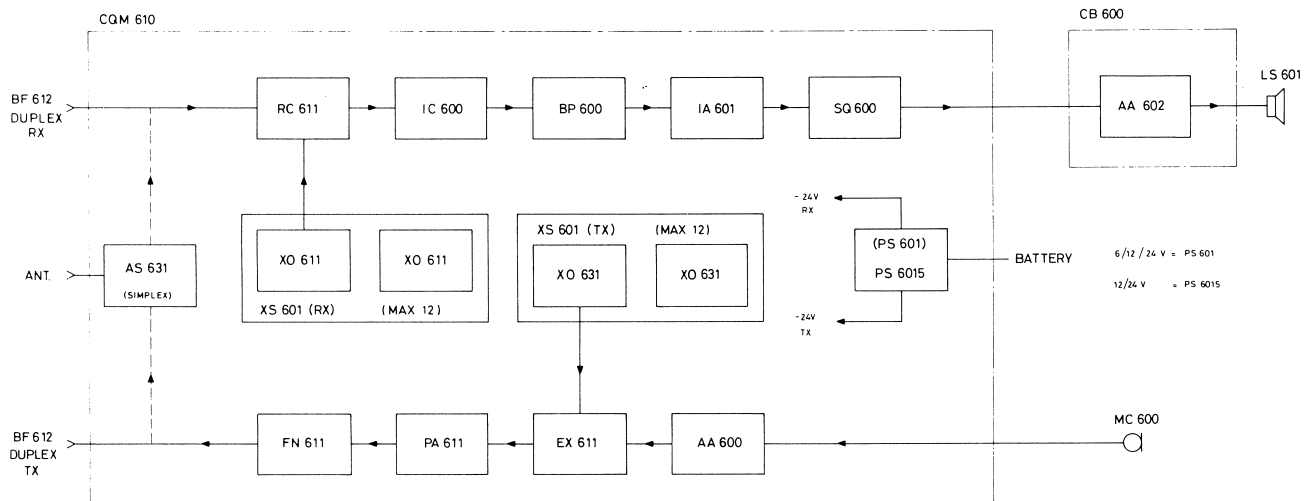 CQM 610
CB 600
LS 601
BF 612
DUPLEX
RX
RC 611
IC 600
BP 600
IA 601
SQ 600
AA 602
-24V
RX
XS 601 (TX) (MAX 12)
(PS 601)
PS 6015
XO 611
XO 611
XO 631
XO 631
ANT.
AS 631
(SIMPLEX)
BATTERY
6/12/24 V = PS 601
12/24 V = PS 6015
XS 601 (RX) (MAX 12)
-24V
TX
MC 600
BF 612
DUPLEX
TX
FN 611
PA 611
EX 611
AA 600